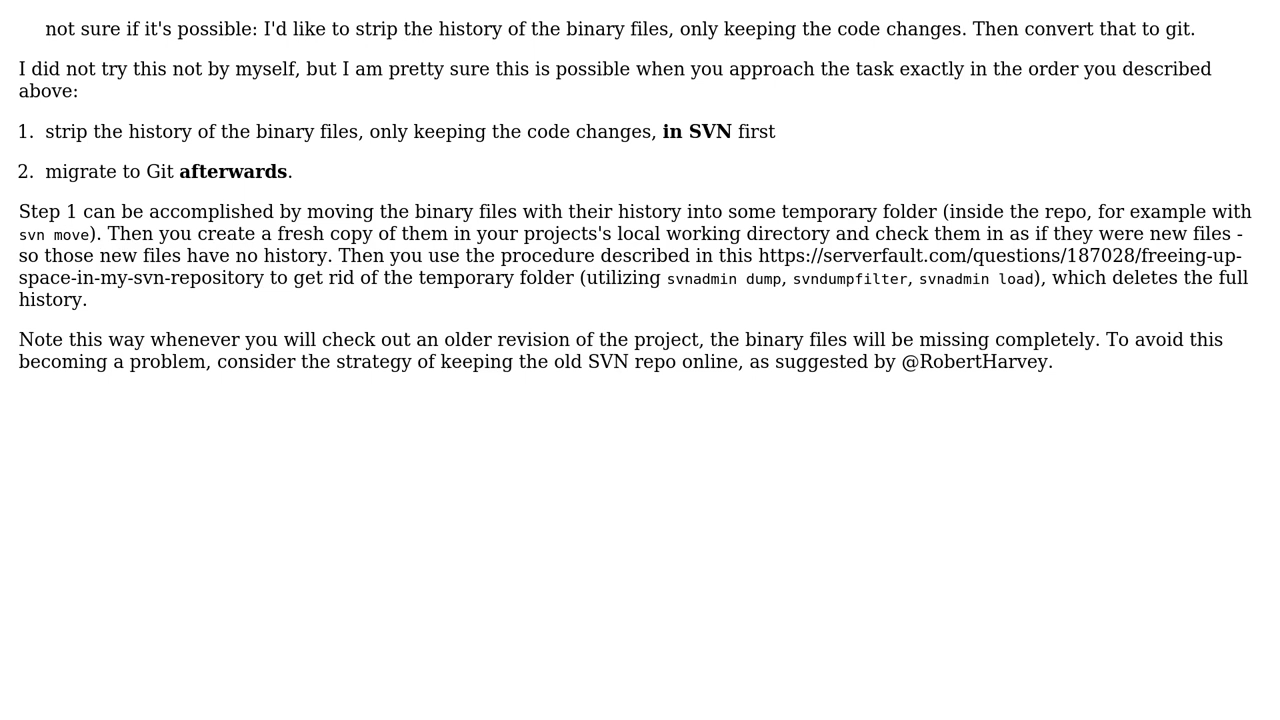 not sure if it's possible: I'd like to strip the history of the binary files, only keeping the code changes. Then convert that to git.
I did not try this not by myself, but I am pretty sure this is possible when you approach the task exactly in the order you described
above:
1. strip the history of the binary files, only keeping the code changes, in SVN first
2. migrate to Git afterwards.
Step 1 can be accomplished by moving the binary files with their history into some temporary folder (inside the repo, for example with
svn move). Then you create a fresh copy of them in your projects's local working directory and check them in as if they were new files -
so those new files have no history. Then you use the procedure described in this https://serverfault.com/questions/187028/freeing-up-
space-in-my-svn-repository to get rid of the temporary folder (utilizing svnadmin dump, svndumpfilter, svnadmin load), which deletes the full
history.
Note this way whenever you will check out an older revision of the project, the binary files will be missing completely. To avoid this
becoming a problem, consider the strategy of keeping the old SVN repo online, as suggested by @RobertHarvey.